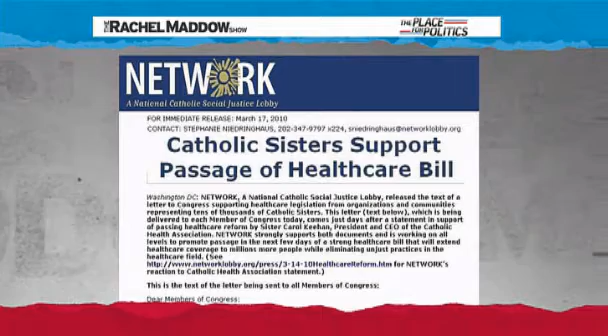 THE RACHEL MADDOW SHOW
THE PLACE
FOR POLITICS
NETWORK
A National Catholic Social Justice Lobby
FOR IMMEDIATE RELEASE: March 17, 2010
CONTACT: STEPHANIE NIEDRINGHAUS, 202-347-9797 x224, sniedringhaus@networklobby.org
Catholic Sisters Support
Passage of Healthcare Bill
Washington DC: NETWORK, A National Catholic Social Justice Lobby, released the text of a
letter to Congress supporting healthcare legislation from organizations and communities
representing tens of thousands of Catholic Sisters. This letter (text below), which is being
delivered to each Member of Congress today, comes just days after a statement in support
of passing healthcare reform by Sister Carol Keehan, President and CEO of the Catholic
Health Association. NETWORK strongly supports both documents and is working on all
levels to promote passage in the next few days of a strong healthcare bill that will extend
healthcare coverage to millions more people while eliminating unjust practices in the
healthcare field. (See
http://www.networklobby.org/press/3-14-10HealthcareReform.htm for NETWORK's
reaction to Catholic Health Association statement.)
This is the text of the letter being sent to all Members of Congress:
Dear Members of Congress: